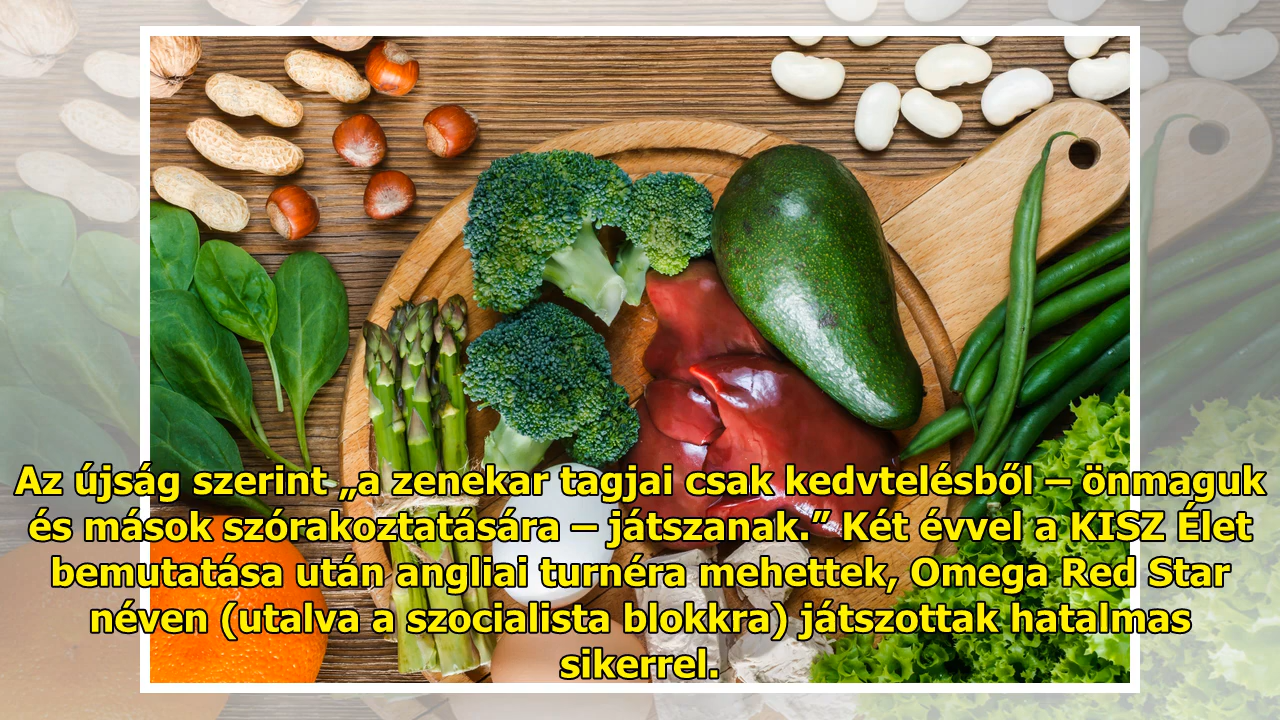 Az újság szerint „a zenekar tagjai csak kedvtelésből – önmaguk
és mások szórakoztatására – játszanak.” Két évvel a KISZ Élet
bemutatása után angliai turnéra mehettek, Omega Red Star
néven (utalva a szocialista blokkra) játszottak hatalmas
sikerrel.